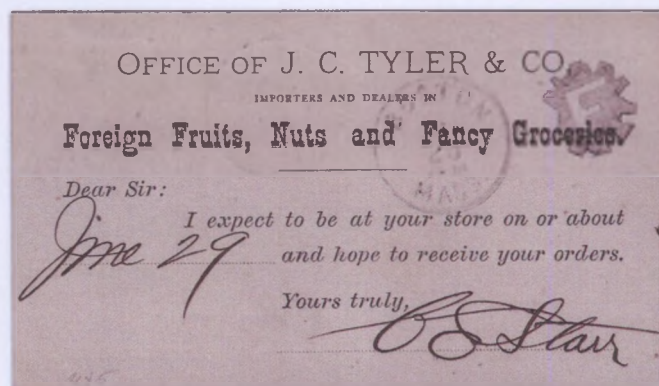 OFFICE OF J. C. TYLER & CO.
IMPORTERS AND DEALERS IN
Foreign Fruits, Nuts and Fancy Groceries.
Dear Sir:
I expect to be at your store on or about
June 29 and hope to receive your orders.
Yours truly,
Starr